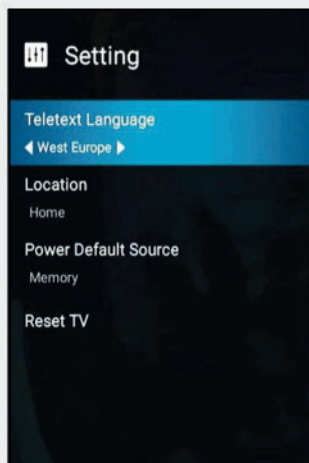 Setting
Teletext Language
West Europe
Location
Home
Power Default Source
Memory
Reset TV